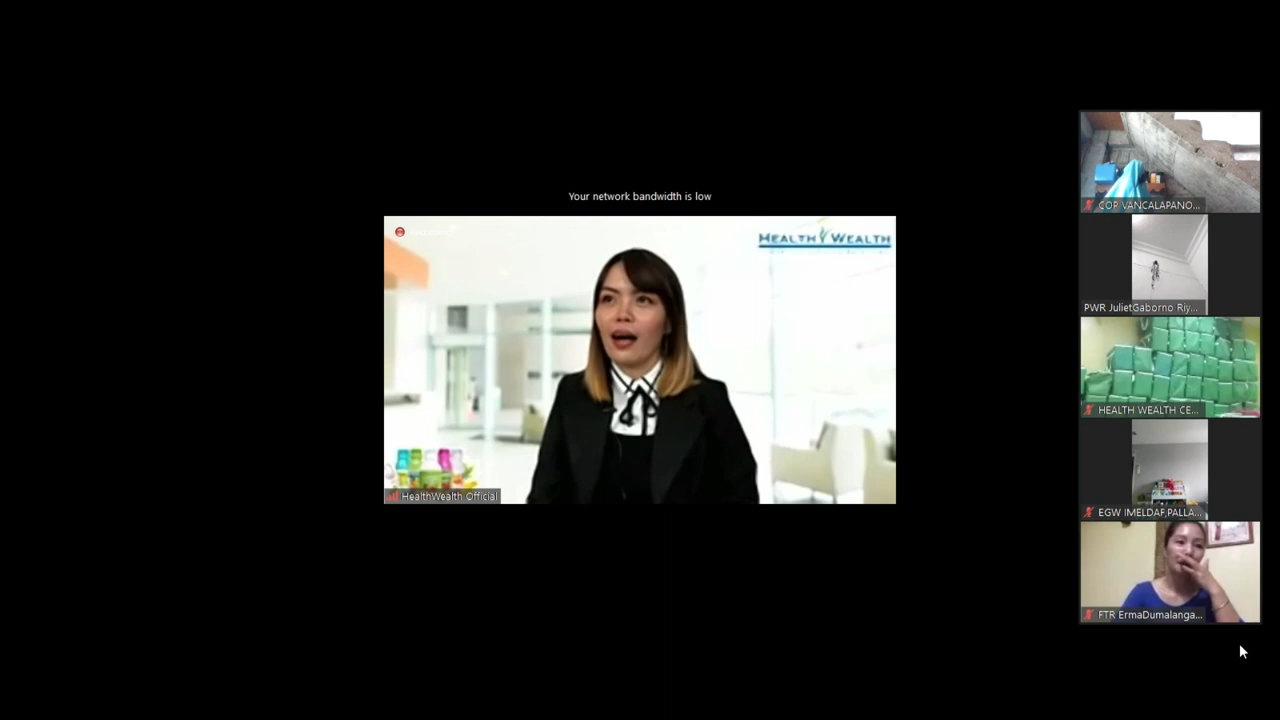 Your network bandwidth is low
HEALTH WEALTH
HealthWealth Official
COP VANCALAPANO...
PWR JulietGaborno Riy...
HEALTH WEALTH CE...
EGW IMELDAF,PALLA...
FTR ErmaDumalanga...